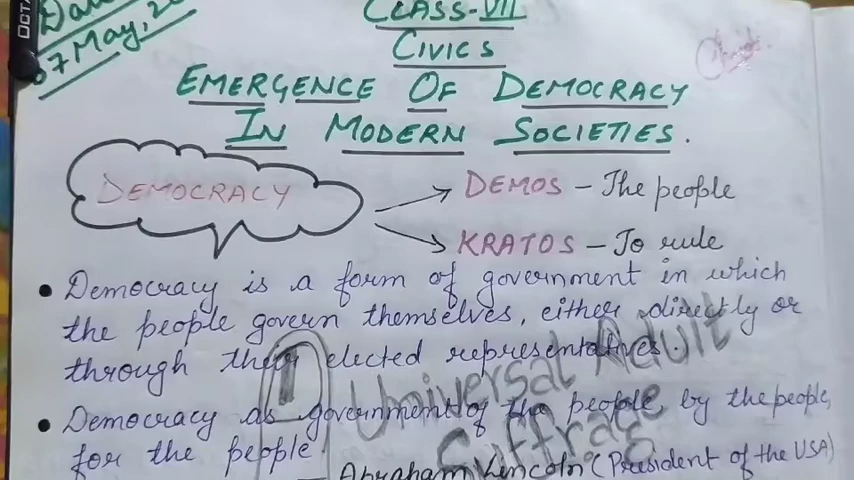 OCTA
07 May, 20
CLASS-VII
CIVICS
EMERGENCE OF DEMOCRACY
IN MODERN SOCIETIES.
DEMOCRACY
DEMOS - The people
KRATOS - To rule
• Democracy is a form of government in which
the people govern themselves, either directly or
through their elected representatives.
• Democracy as government of the people by the people,
for the people.
- Abraham Lincoln (President of the USA)
Universal Adult
Suffrage